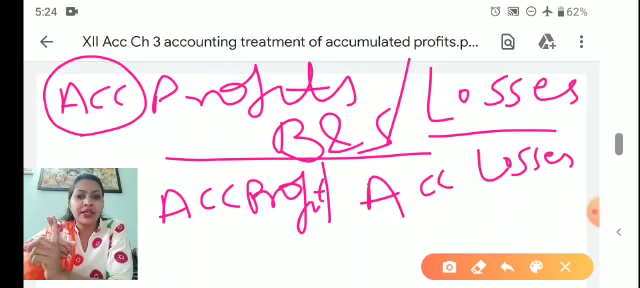 5:24 62%
XII Acc Ch 3 accounting treatment of accumulated profits.p...
ACC Profits / Losses
B&S
ACC Profit / Acc Losses